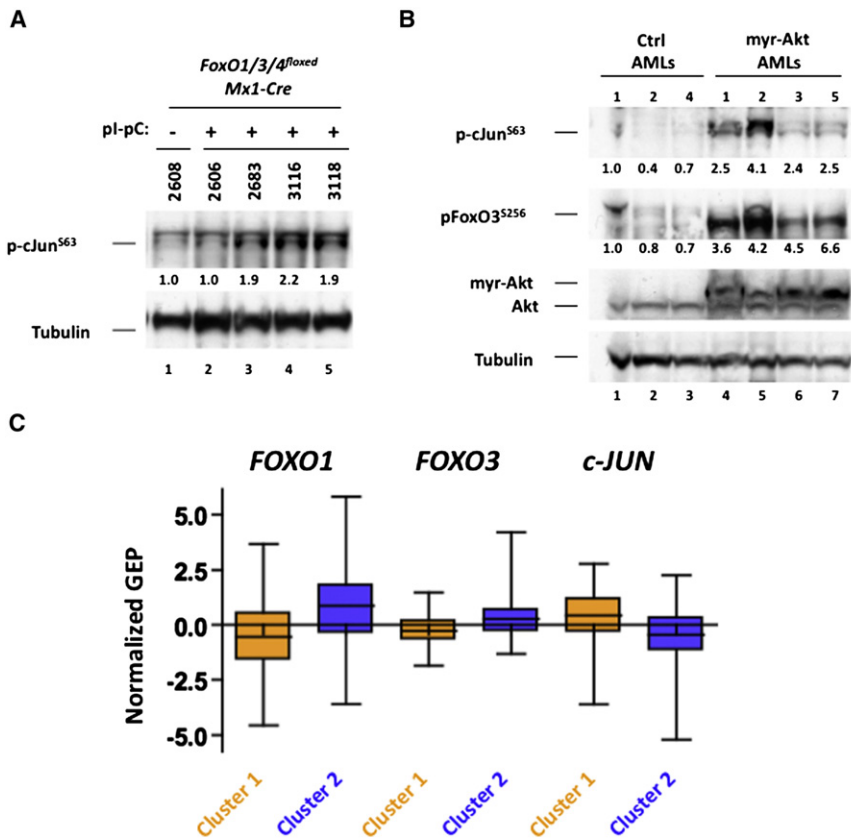 A
FoxO1/3/4floxed
Mx1-Cre
pI-pC: - + + + +
2608 2606 2683 3116 3118
p-cJunS63
1.0 1.0 1.9 2.2 1.9
Tubulin
1 2 3 4 5
B
Ctrl AMLs myr-Akt AMLs
1 2 4 1 2 3 5
p-cJunS63
1.0 0.4 0.7 2.5 4.1 2.4 2.5
pFoxO3S256
1.0 0.8 0.7 3.6 4.2 4.5 6.6
myr-Akt
Akt
Tubulin
1 2 3 4 5 6 7
C
FOXO1 FOXO3 c-JUN
Normalized GEP
5.0
2.5
0.0
-2.5
-5.0
Cluster 1 Cluster 2 Cluster 1 Cluster 2 Cluster 1 Cluster 2